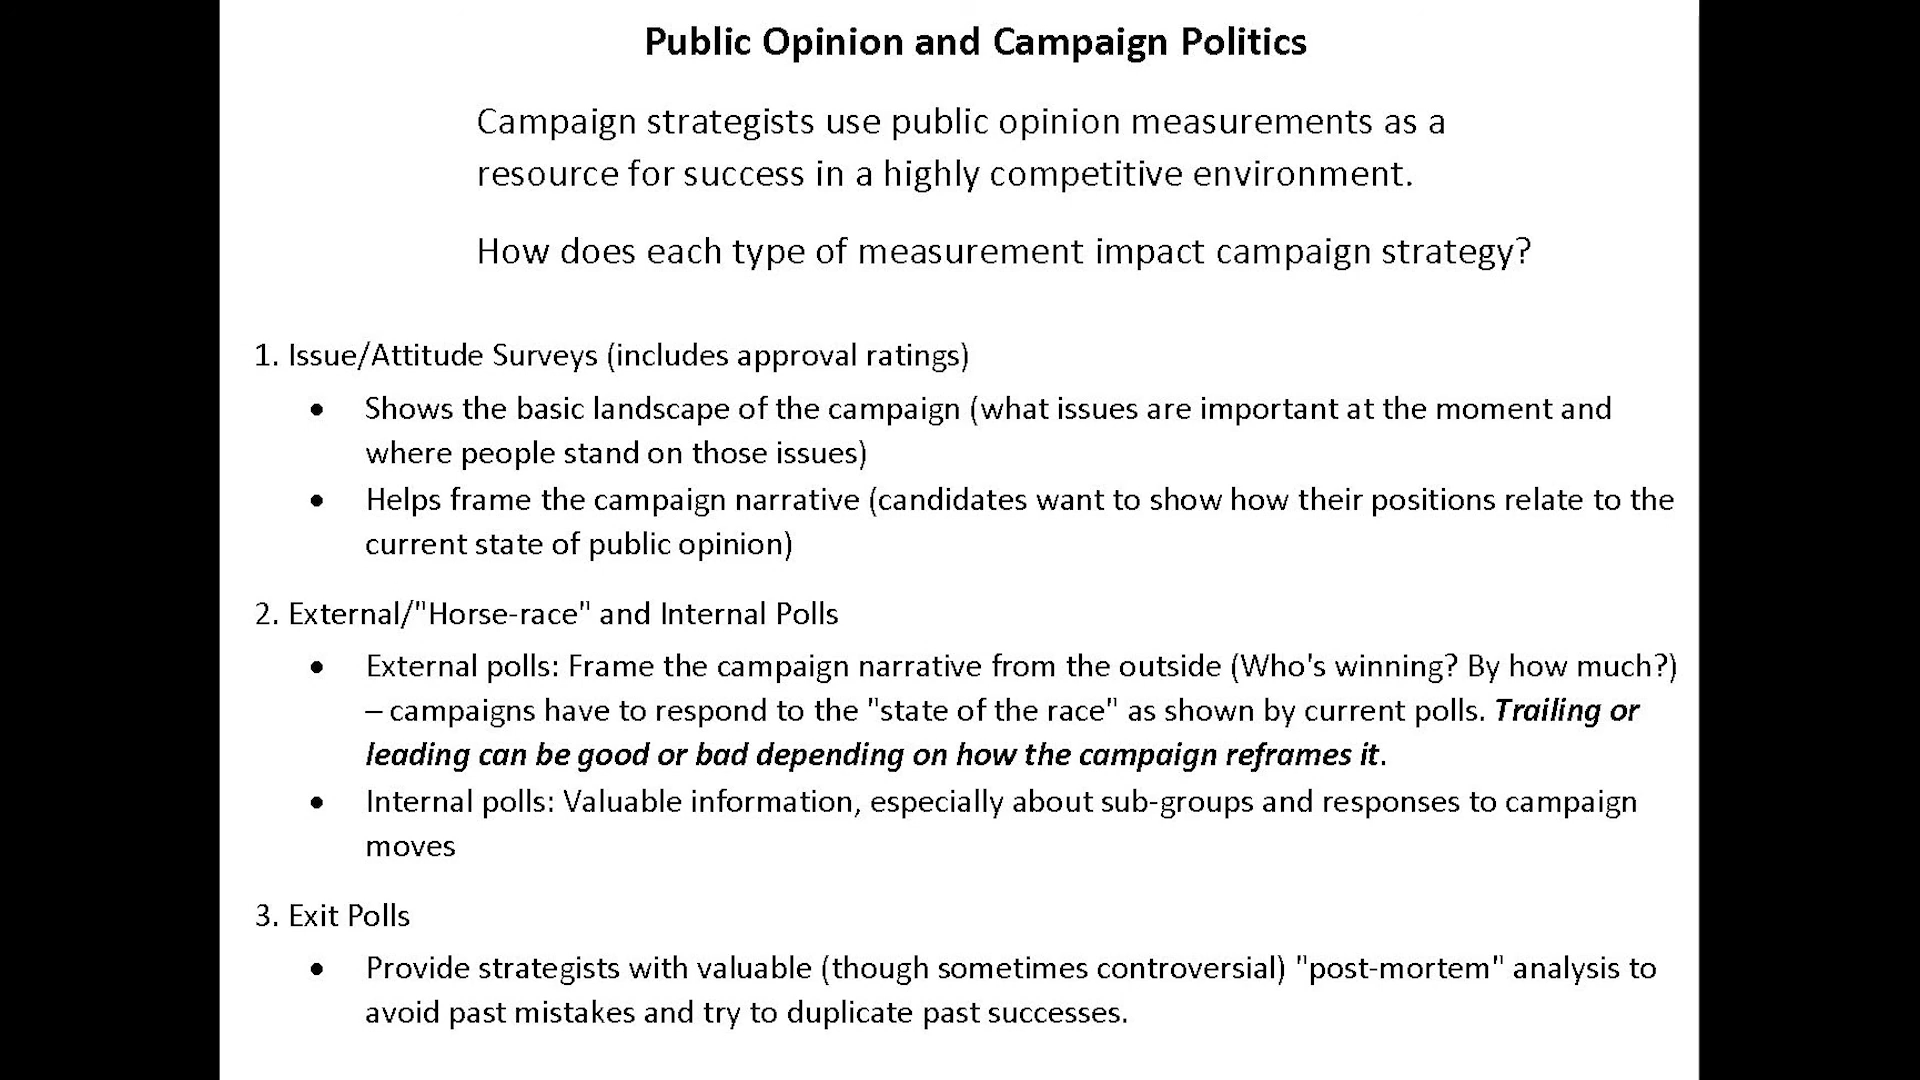 Public Opinion and Campaign Politics
Campaign strategists use public opinion measurements as a
resource for success in a highly competitive environment.
How does each type of measurement impact campaign strategy?
1. Issue/Attitude Surveys (includes approval ratings)
• Shows the basic landscape of the campaign (what issues are important at the moment and
where people stand on those issues)
• Helps frame the campaign narrative (candidates want to show how their positions relate to the
current state of public opinion)
2. External/"Horse-race" and Internal Polls
• External polls: Frame the campaign narrative from the outside (Who's winning? By how much?)
– campaigns have to respond to the "state of the race" as shown by current polls. Trailing or
leading can be good or bad depending on how the campaign reframes it.
• Internal polls: Valuable information, especially about sub-groups and responses to campaign
moves
3. Exit Polls
• Provide strategists with valuable (though sometimes controversial) "post-mortem" analysis to
avoid past mistakes and try to duplicate past successes.